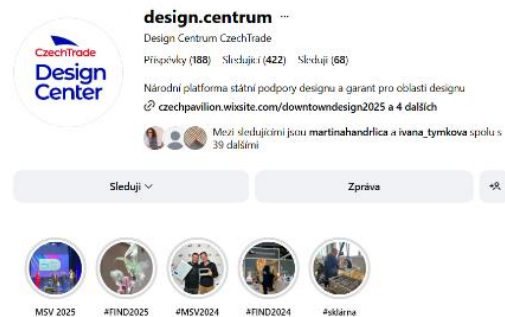 design.centrum ...
Design Centrum CzechTrade
Příspěvky (188) Sledující (422) Sleduji (68)
Národní platforma státní podpory designu a garant pro oblasti designu
czechpavilion.wixsite.com/downtowndesign2025 a 4 dalších
Mezi sledujícími jsou martinahandrlica a ivana_tymkova spolu s
39 dalšími
CzechTrade
Design
Center
Sleduji
Zpráva
MSV 2025
#FIND2025
#MSV2024
#FIND2024
#sklárna